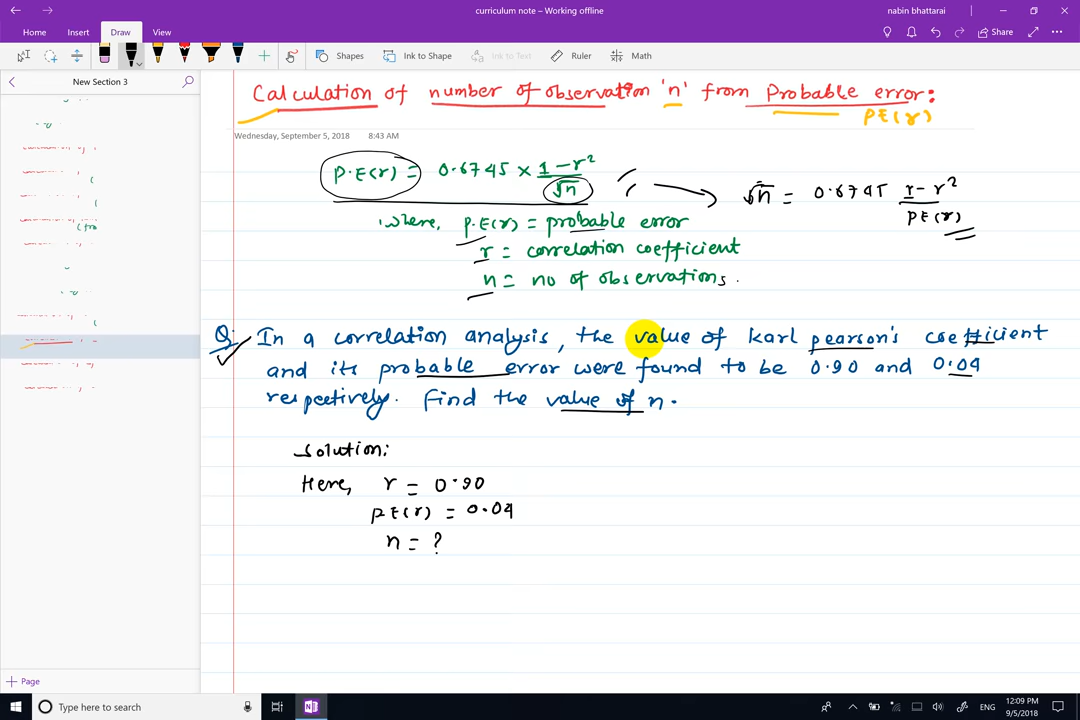 curriculum note – Working offline
nabin bhattarai
Home Insert Draw View
Share
Shapes Ink to Shape Ink to Text Ruler Math
New Section 3
Calculation of number of observation 'n' from Probable error:
PE(r)
Wednesday, September 5, 2018 8:43 AM
P.E(r) = 0.6745 × 1-r² / √n
√n = 0.6745 r-r² / PE(r)
where, P.E(r) = probable error
r = correlation coefficient
n = no of observations.
Q: In a correlation analysis, the value of karl pearson's coefficient
and its probable error were found to be 0.90 and 0.04
respectively. Find the value of n.
Solution:
Here, r = 0.90
PE(r) = 0.04
n = ?
+ Page
Type here to search
ENG
12:09 PM
9/5/2018